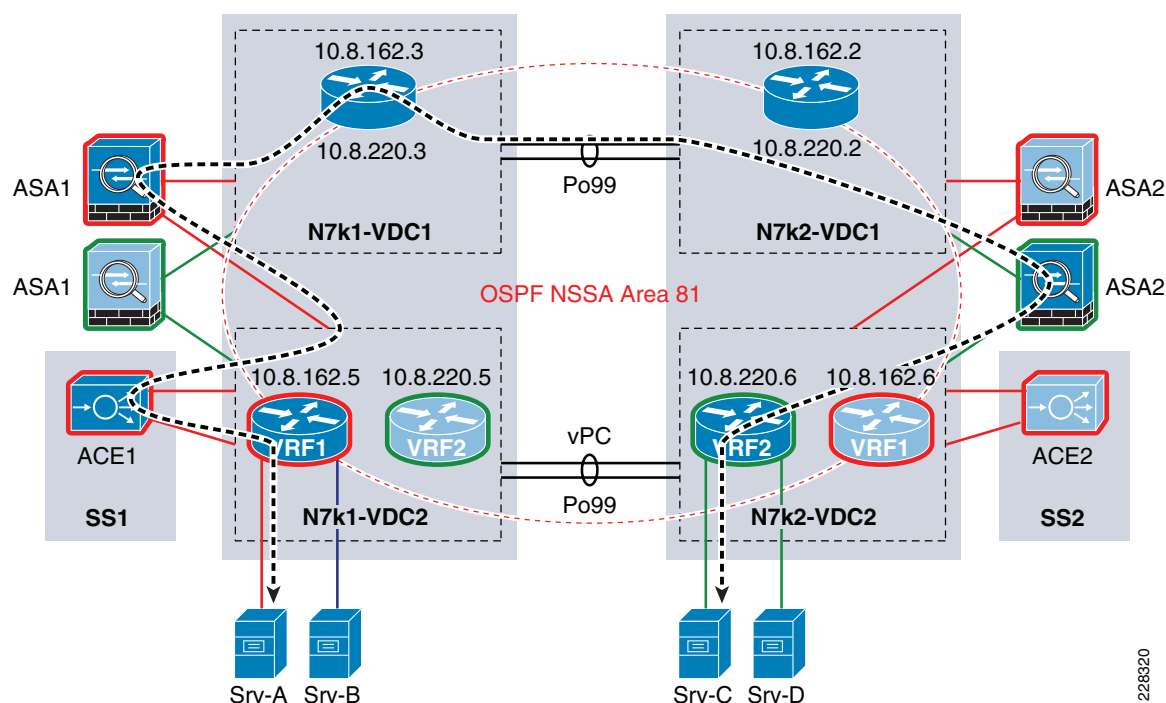 10.8.162.3
10.8.162.2
10.8.220.3
10.8.220.2
ASA1
Po99
ASA2
N7k1-VDC1
N7k2-VDC1
ASA1
OSPF NSSA Area 81
ASA2
10.8.162.5
10.8.220.5
10.8.220.6
10.8.162.6
VRF1
VRF2
vPC
VRF2
VRF1
ACE1
ACE2
Po99
SS1
N7k1-VDC2
N7k2-VDC2
SS2
Srv-A
Srv-B
Srv-C
Srv-D
228320